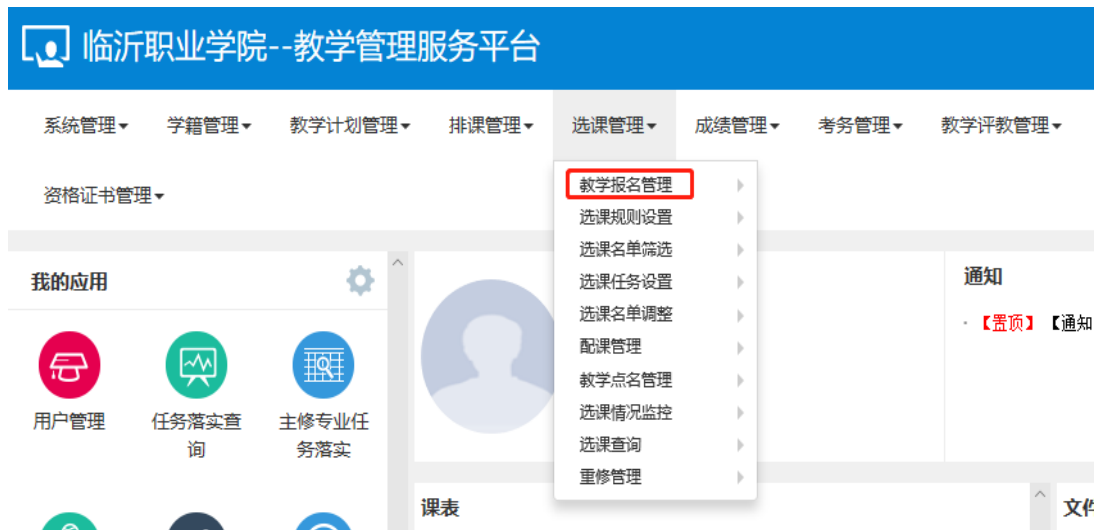 临沂职业学院--教学管理服务平台
系统管理 学籍管理 教学计划管理 排课管理 选课管理 成绩管理 考务管理 教学评教管理
资格证书管理
教学报名管理
选课规则设置
选课名单筛选
选课任务设置
选课名单调整
配课管理
教学点名管理
选课情况监控
选课查询
重修管理
我的应用
用户管理
任务落实查
询
主修专业任
务落实
课表
通知
· 【置顶】 【通知
文件